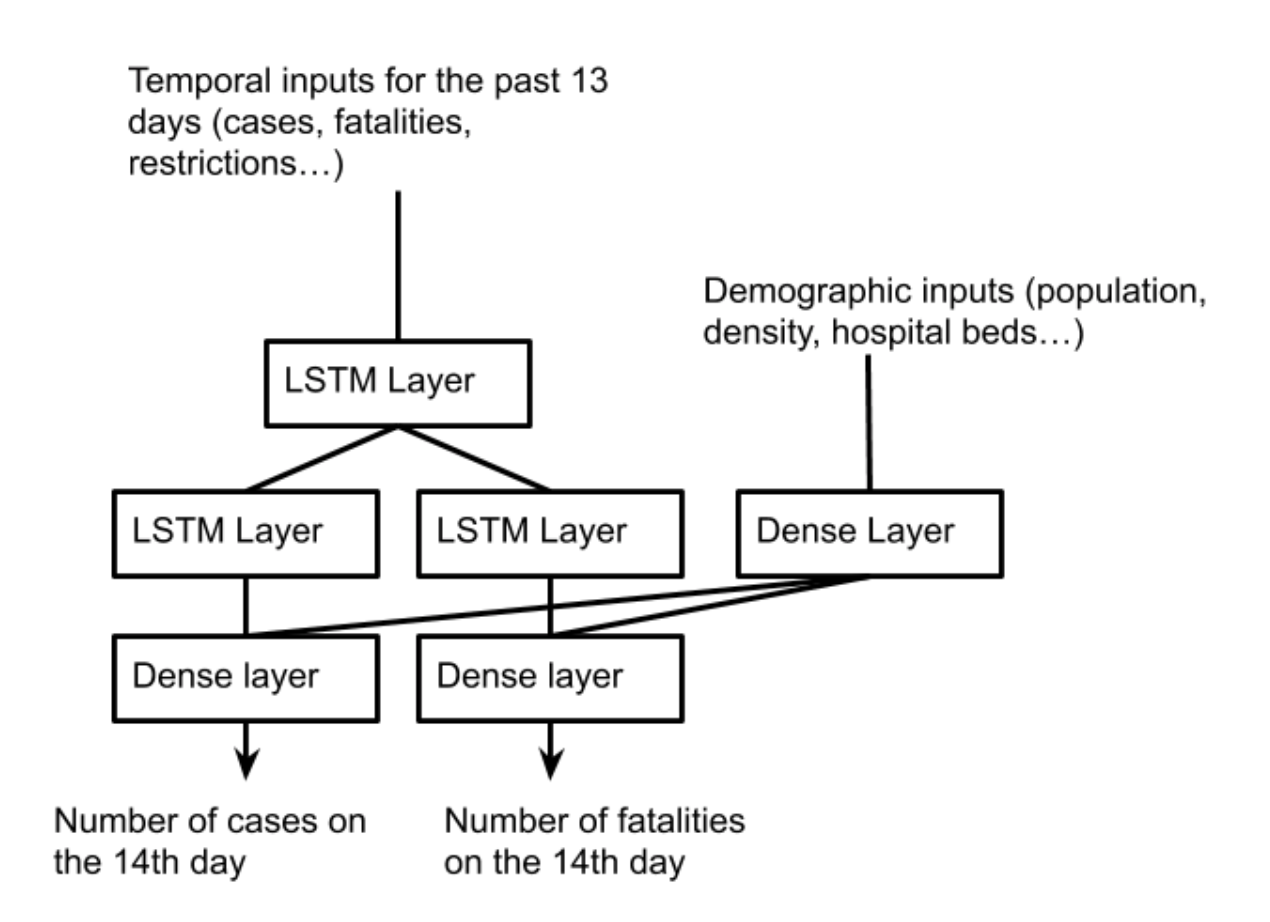 Temporal inputs for the past 13
days (cases, fatalities,
restrictions…)
Demographic inputs (population,
density, hospital beds…)
LSTM Layer
LSTM Layer
LSTM Layer
Dense Layer
Dense layer
Dense layer
Number of cases on
the 14th day
Number of fatalities
on the 14th day